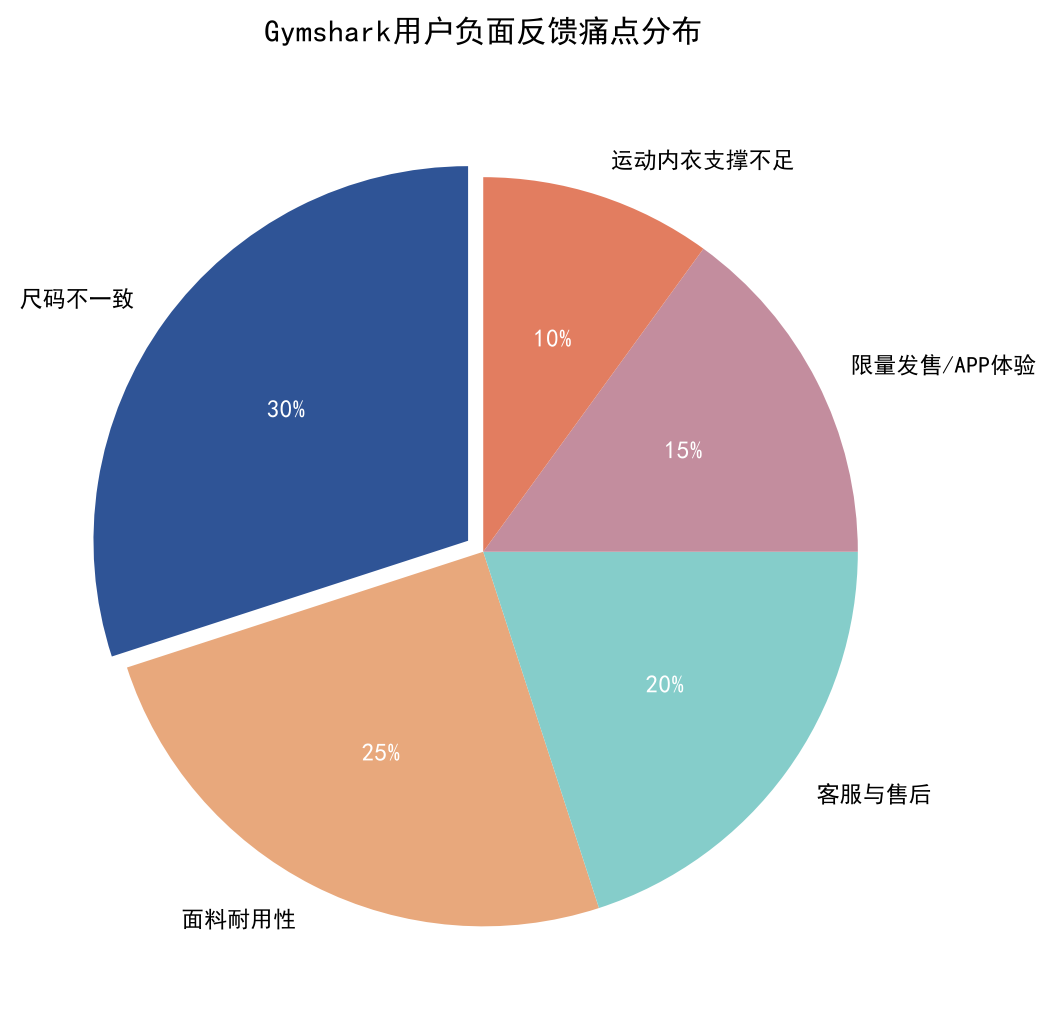 Gymshark用户负面反馈痛点分布
运动内衣支撑不足
尺码不一致
10%
限量发售/APP体验
30%
15%
20%
25%
客服与售后
面料耐用性